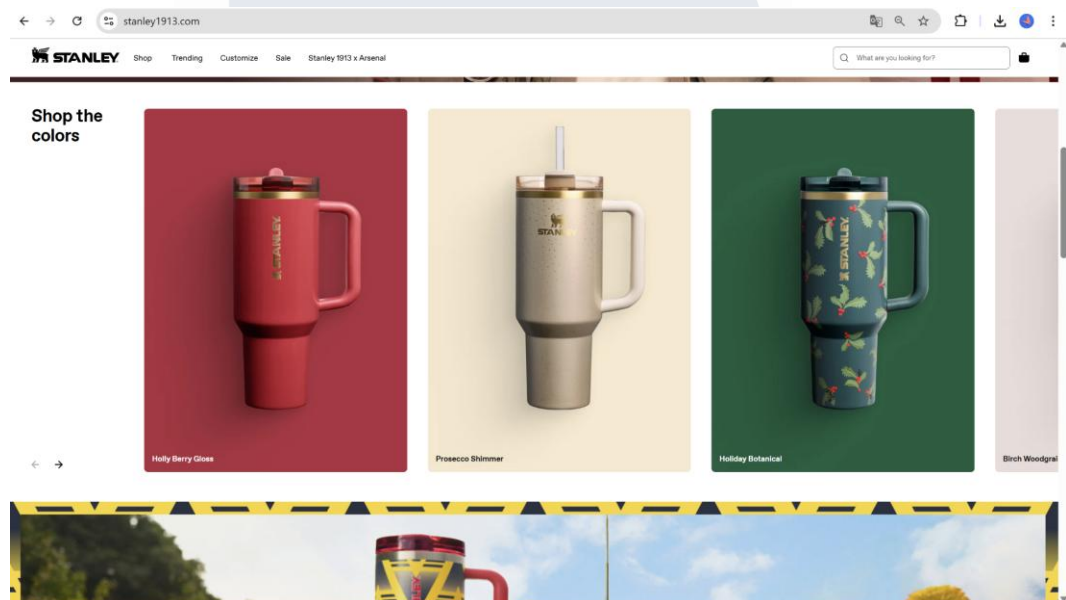 stanley1913.com
STANLEY
Shop
Trending
Customize
Sale
Stanley 1913 x Arsenal
What are you looking for?
Shop the
colors
STANLEY
STANLEY
Holly Berry Gloss
Prosecco Shimmer
Holiday Botanical